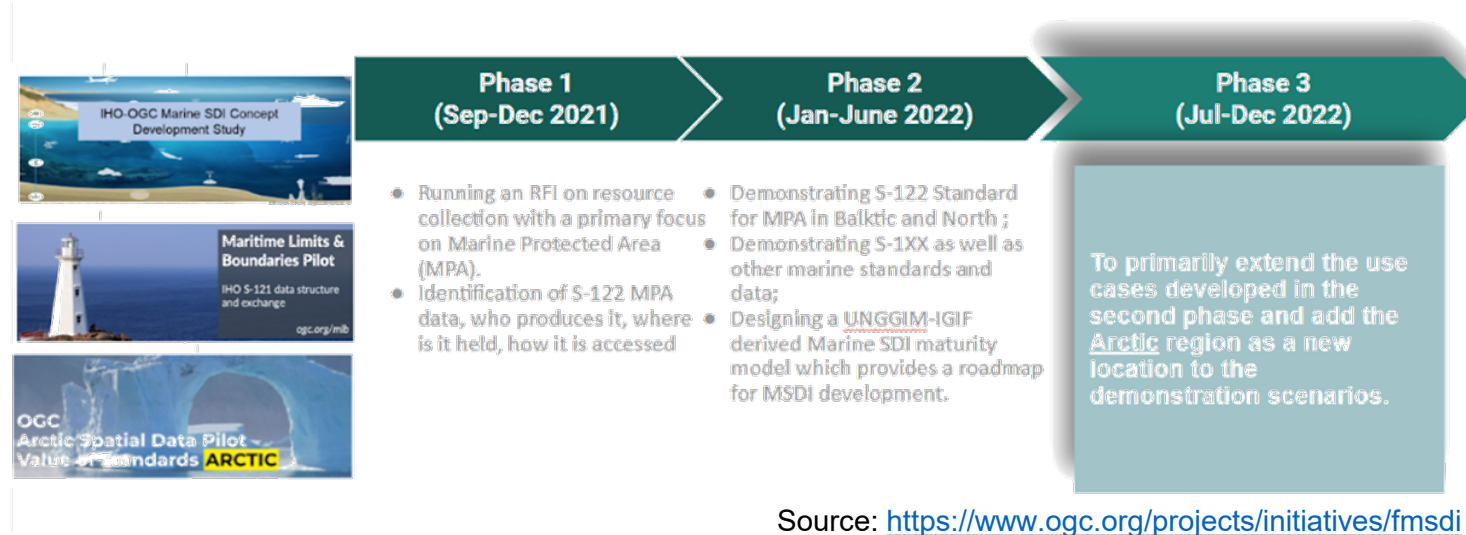 IHO-OGC Marine SDI Concept
Development Study
Maritime Limits &
Boundaries Pilot
IHO S-121 data structure
and exchange
ogc.org/mlb
OGC
Arctic Spatial Data Pilot
Value of Standards ARCTIC
Phase 1
(Sep-Dec 2021)
● Running an RFI on resource
collection with a primary focus
on Marine Protected Area
(MPA).
● Identification of S-122 MPA
data, who produces it, where
is it held, how it is accessed
Phase 2
(Jan-June 2022)
● Demonstrating S-122 Standard
for MPA in Balktic and North ;
● Demonstrating S-1XX as well as
other marine standards and
data;
● Designing a UNGGIM-IGIF
derived Marine SDI maturity
model which provides a roadmap
for MSDI development.
Phase 3
(Jul-Dec 2022)
To primarily extend the use
cases developed in the
second phase and add the
Arctic region as a new
location to the
demonstration scenarios.
Source: https://www.ogc.org/projects/initiatives/fmsdi